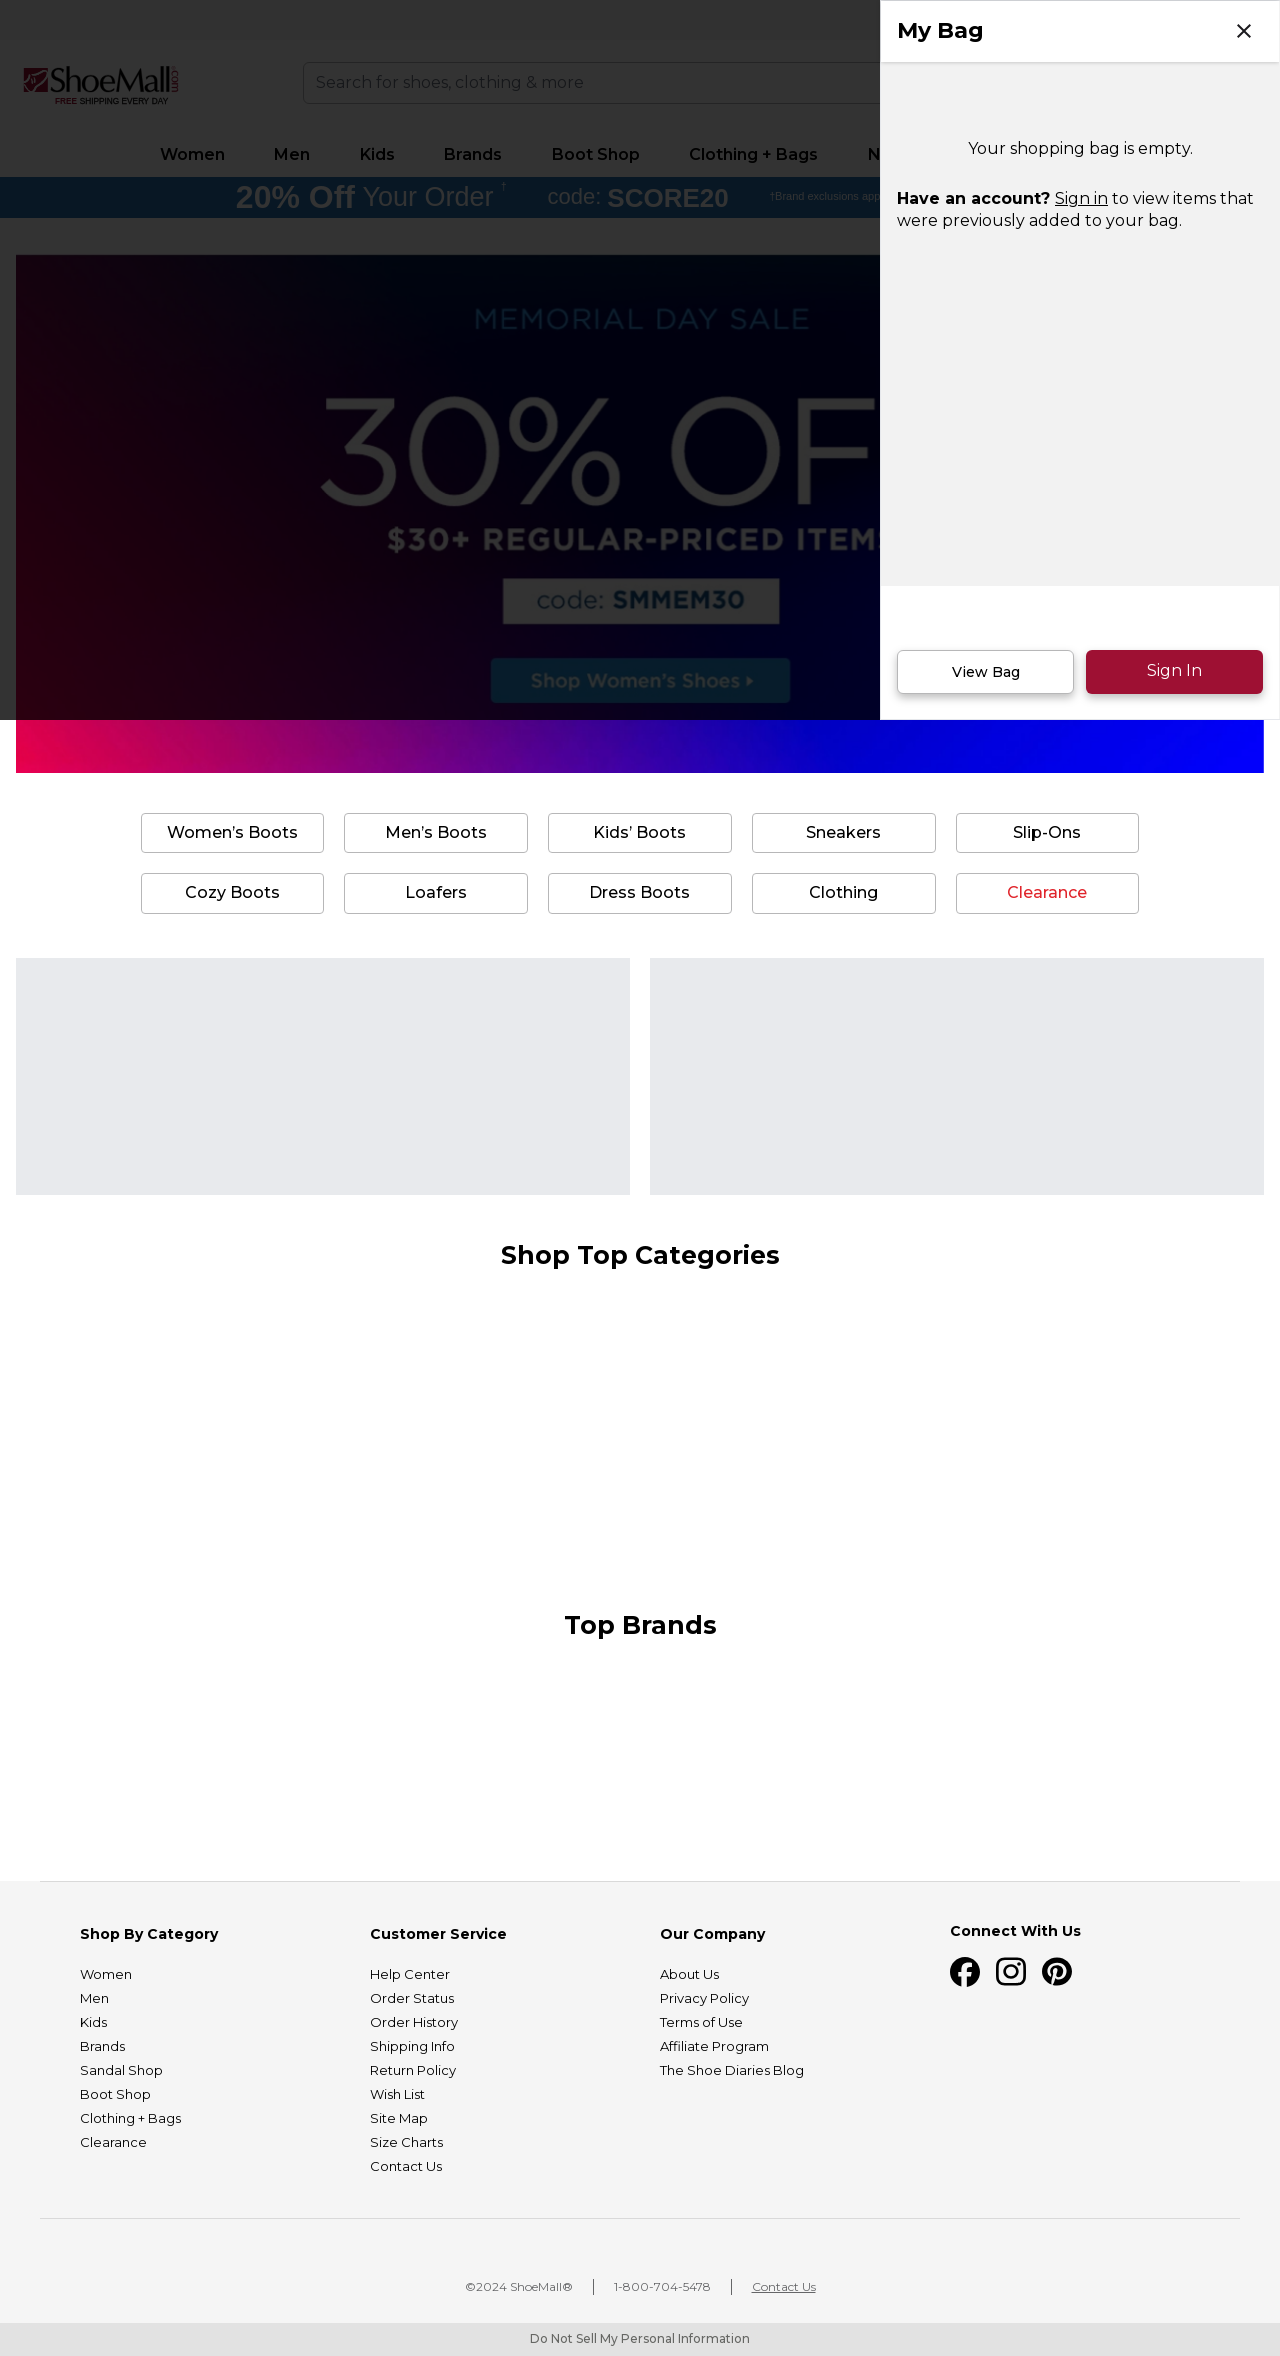 ShoeMall.com
FREE SHIPPING EVERY DAY
Search for shoes, clothing & more
Women Men Kids Brands Boot Shop Clothing + Bags N
20% Off Your Order † code: SCORE20 †Brand exclusions app
MEMORIAL DAY SALE
30% OF
$30+ REGULAR-PRICED ITEMS
code: SMMEM30
Shop Women's Shoes
My Bag
Your shopping bag is empty.
Have an account? Sign in to view items that
were previously added to your bag.
View Bag Sign In
Women’s Boots Men’s Boots Kids’ Boots Sneakers Slip-Ons
Cozy Boots Loafers Dress Boots Clothing Clearance
Shop Top Categories
Top Brands
Shop By Category
Women
Men
Kids
Brands
Sandal Shop
Boot Shop
Clothing + Bags
Clearance
Customer Service
Help Center
Order Status
Order History
Shipping Info
Return Policy
Wish List
Site Map
Size Charts
Contact Us
Our Company
About Us
Privacy Policy
Terms of Use
Affiliate Program
The Shoe Diaries Blog
Connect With Us
©2024 ShoeMall® 1-800-704-5478 Contact Us
Do Not Sell My Personal Information